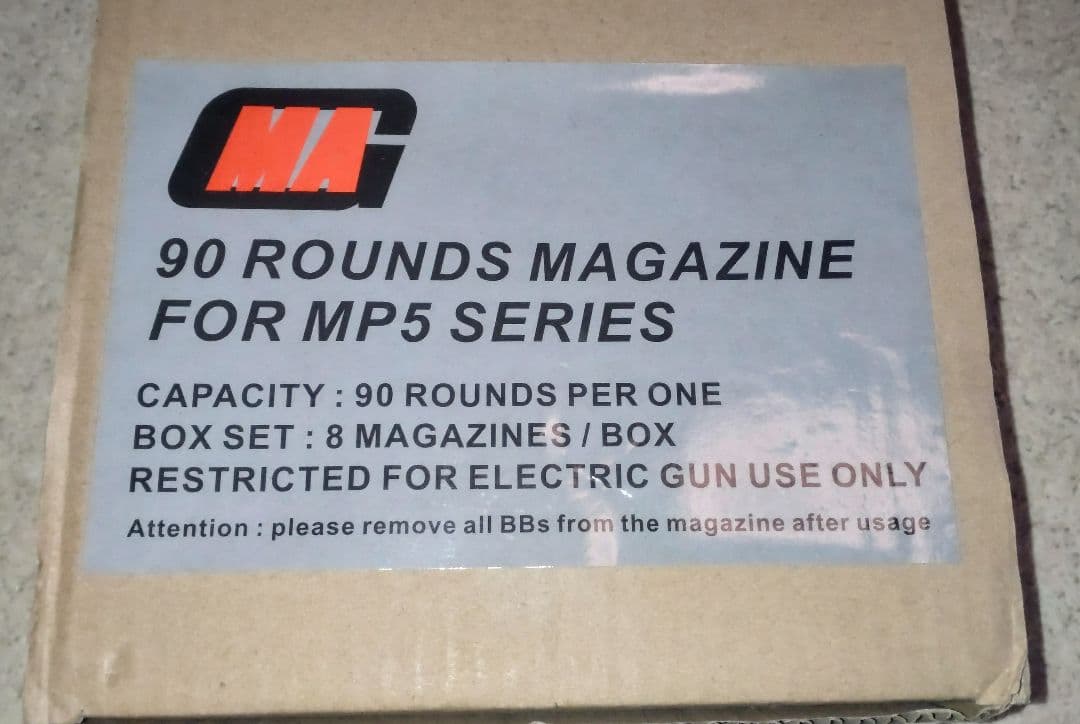 MAG
90 ROUNDS MAGAZINE
FOR MP5 SERIES
CAPACITY : 90 ROUNDS PER ONE
BOX SET : 8 MAGAZINES / BOX
RESTRICTED FOR ELECTRIC GUN USE ONLY
Attention : please remove all BBs from the magazine after usage